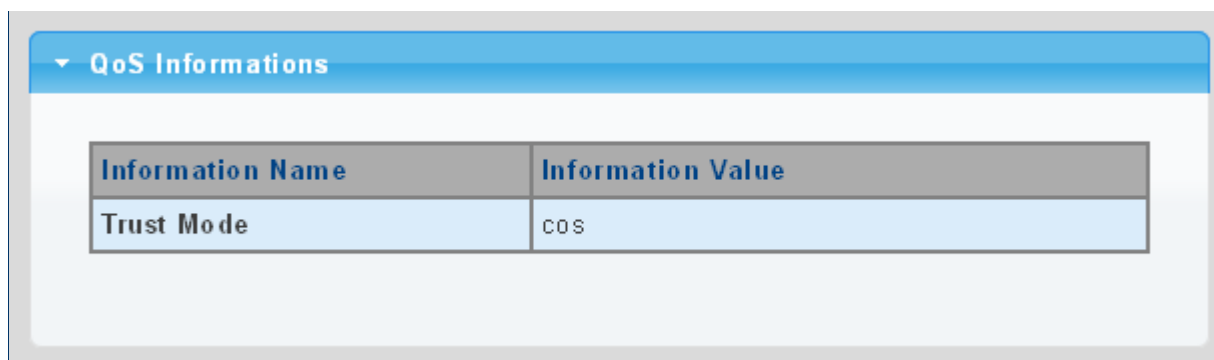 QoS Informations
Information Name Information Value
Trust Mode cos